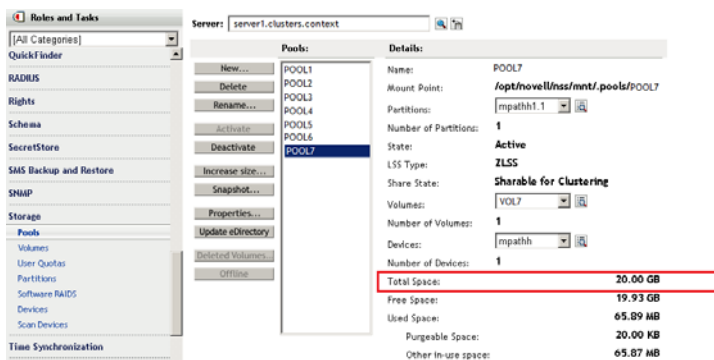 Roles and Tasks
[All Categories]
QuickFinder
RADIUS
Rights
Schema
SecretStore
SMS Backup and Restore
SNMP
Storage
Pools
Volumes
User Quotas
Partitions
Software RAIDS
Devices
Scan Devices
Time Synchronization
Server: server1.clusters.context
Pools:
New...
Delete
Rename...
Activate
Deactivate
Increase size...
Snapshot...
Properties...
Update eDirectory
Deleted Volumes...
Offline
POOL1
POOL2
POOL3
POOL4
POOL5
POOL6
POOL7
Details:
Name: POOL7
Mount Point: /opt/novell/nss/mnt/.pools/POOL7
Partitions: mpathh1.1
Number of Partitions: 1
State: Active
LSS Type: ZLSS
Share State: Sharable for Clustering
Volumes: VOL7
Number of Volumes: 1
Devices: mpathh
Number of Devices: 1
Total Space: 20.00 GB
Free Space: 19.93 GB
Used Space: 65.89 MB
Purgeable Space: 20.00 KB
Other in-use space: 65.87 MB